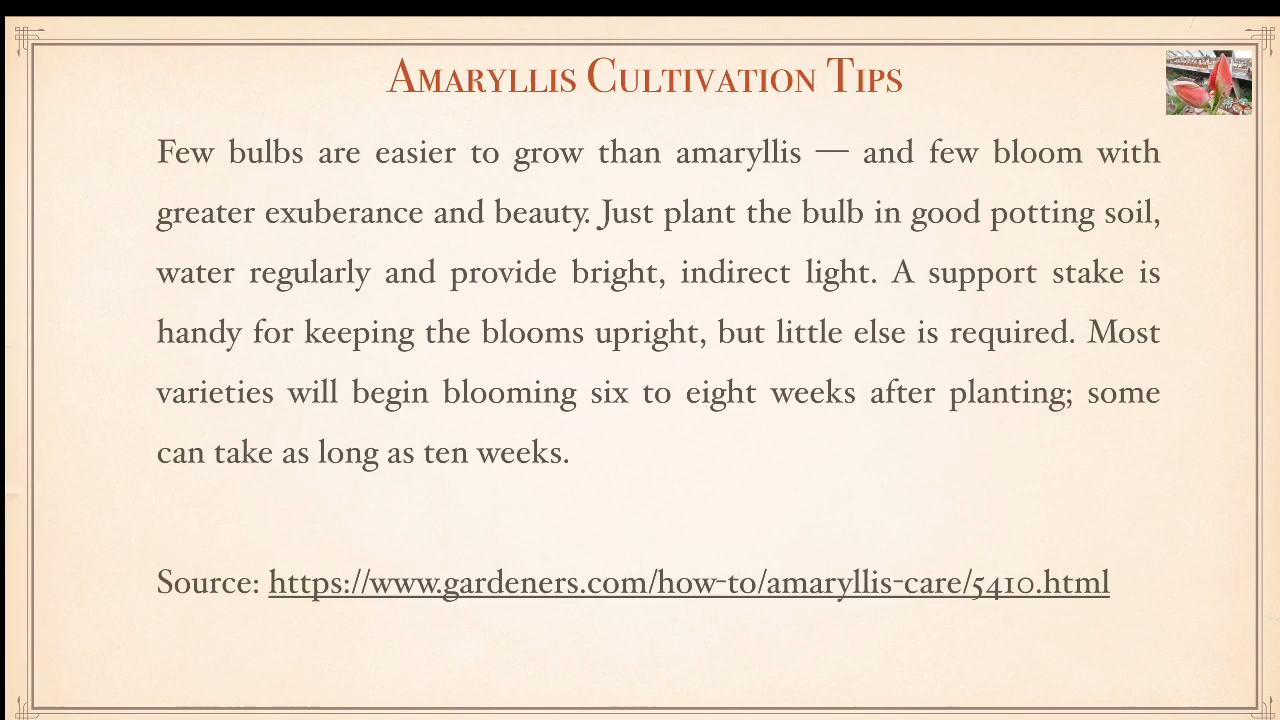 Amaryllis Cultivation Tips
Few bulbs are easier to grow than amaryllis — and few bloom with
greater exuberance and beauty. Just plant the bulb in good potting soil,
water regularly and provide bright, indirect light. A support stake is
handy for keeping the blooms upright, but little else is required. Most
varieties will begin blooming six to eight weeks after planting; some
can take as long as ten weeks.
Source: https://www.gardeners.com/how-to/amaryllis-care/5410.html